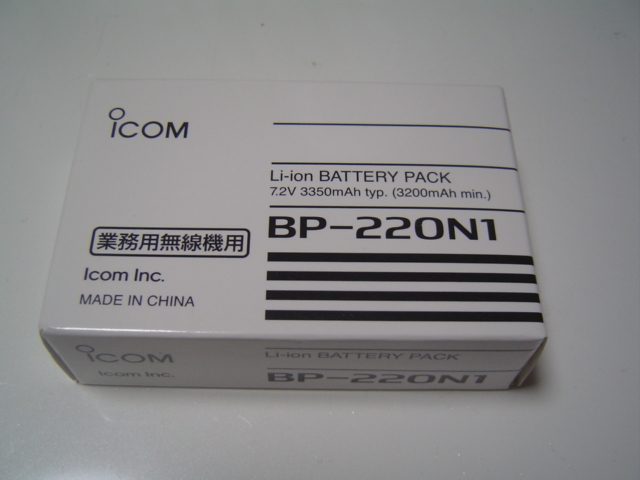 iCOM
Li-ion BATTERY PACK
7.2V 3350mAh typ. (3200mAh min.)
BP-220N1
業務用無線機用
Icom Inc.
MADE IN CHINA
iCOM
Icom Inc.
Li-ion BATTERY PACK
BP-220N1